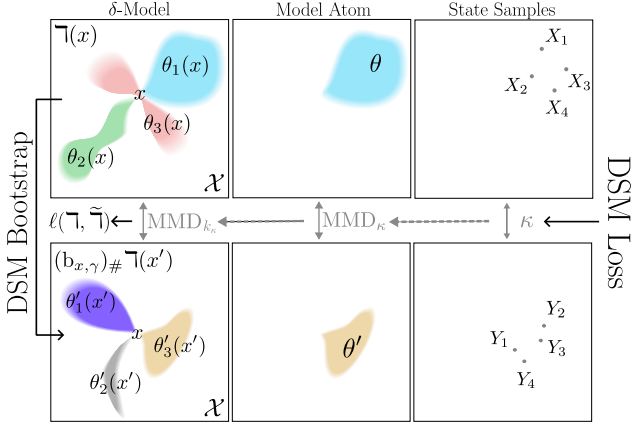 δ-Model
Model Atom
State Samples
ℸ(x)
θ₁(x)
x
θ₃(x)
θ₂(x)
𝒳
θ
X₁
X₂
X₃
X₄
DSM Bootstrap
ℓ(ℸ, ℸ̃)
MMD_{k_κ}
MMD_κ
κ
DSM Loss
(b_{x,γ})_# ℸ(x′)
θ′₁(x′)
x
θ′₃(x′)
θ′₂(x′)
𝒳
θ′
Y₂
Y₁
Y₃
Y₄